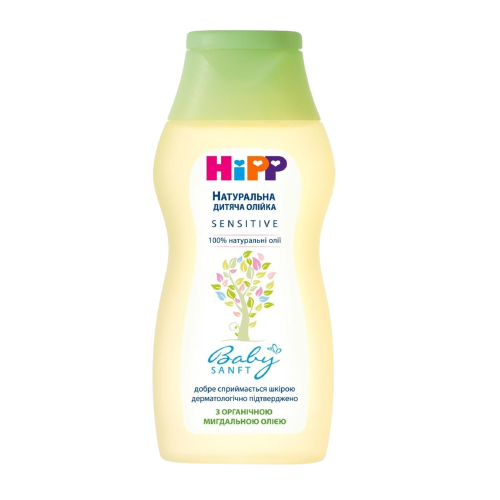 HiPP
НАТУРАЛЬНА
ДИТЯЧА ОЛІЙКА
SENSITIVE
100% натуральні олії
Baby
SANFT
добре сприймається шкірою
дерматологічно підтверджено
З ОРГАНІЧНОЮ
МИГДАЛЬНОЮ ОЛІЄЮ